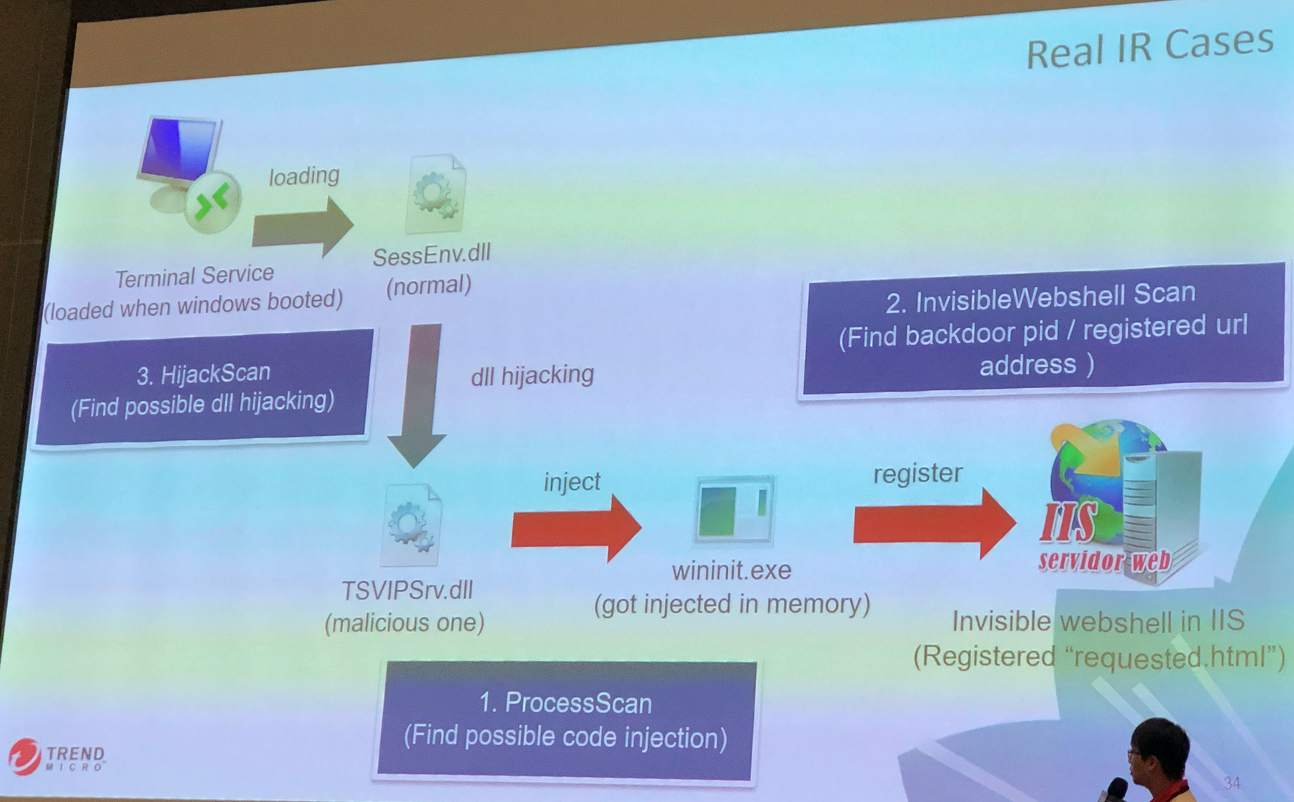 Real IR Cases
loading
SessEnv.dll
(normal)
Terminal Service
(loaded when windows booted)
2. InvisibleWebshell Scan
(Find backdoor pid / registered url
address )
3. HijackScan
(Find possible dll hijacking)
dll hijacking
inject
register
IIS
servidor web
TSVIPSrv.dll
(malicious one)
wininit.exe
(got injected in memory)
Invisible webshell in IIS
(Registered “requested.html”)
1. ProcessScan
(Find possible code injection)
TREND
MICRO™
34